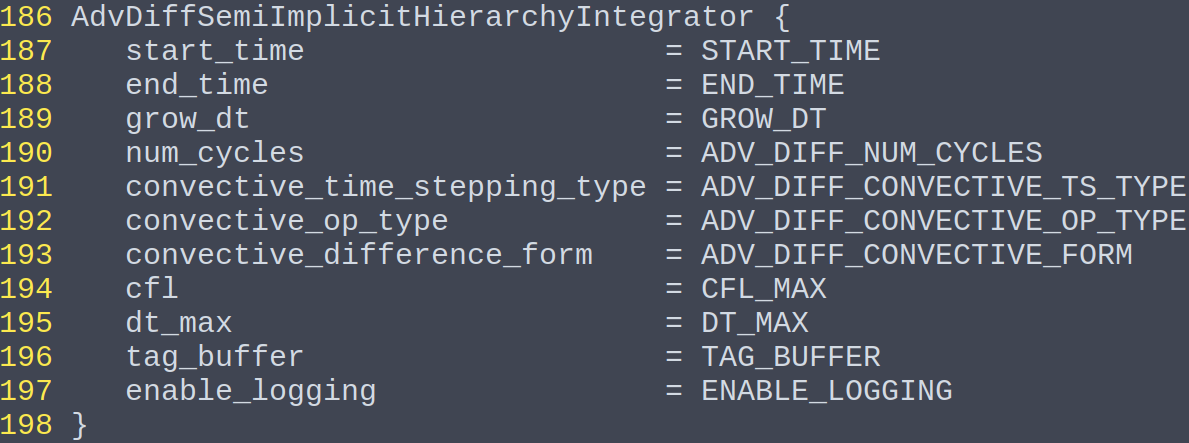 186 AdvDiffSemiImplicitHierarchyIntegrator {
187    start_time                    = START_TIME
188    end_time                      = END_TIME
189    grow_dt                       = GROW_DT
190    num_cycles                    = ADV_DIFF_NUM_CYCLES
191    convective_time_stepping_type = ADV_DIFF_CONVECTIVE_TS_TYPE
192    convective_op_type            = ADV_DIFF_CONVECTIVE_OP_TYPE
193    convective_difference_form    = ADV_DIFF_CONVECTIVE_FORM
194    cfl                           = CFL_MAX
195    dt_max                        = DT_MAX
196    tag_buffer                    = TAG_BUFFER
197    enable_logging                = ENABLE_LOGGING
198 }